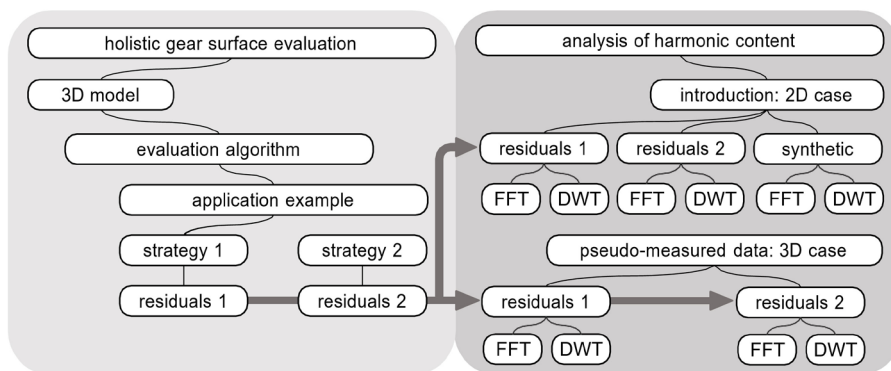 holistic gear surface evaluation
3D model
evaluation algorithm
application example
strategy 1
strategy 2
residuals 1
residuals 2
analysis of harmonic content
introduction: 2D case
residuals 1
residuals 2
synthetic
FFT
DWT
FFT
DWT
FFT
DWT
pseudo-measured data: 3D case
residuals 1
residuals 2
FFT
DWT
FFT
DWT